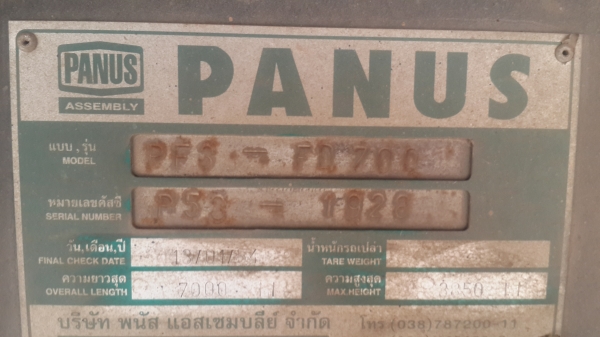 PANUS
ASSEMBLY
PANUS
แบบ , รุ่น
MODEL
หมายเลขคัสซี
SERIAL NUMBER
PS3 - 1020
วัน,เดือน,ปี
FINAL CHECK DATE
น้ำหนักรถเปล่า
TARE WEIGHT
ความยาวสุด
OVERALL LENGTH
7000
ความสูงสุด
MAX.HEIGHT
บริษัท พนัส แอสเซมบลีย์ จำกัด
โทร (038)787200-11